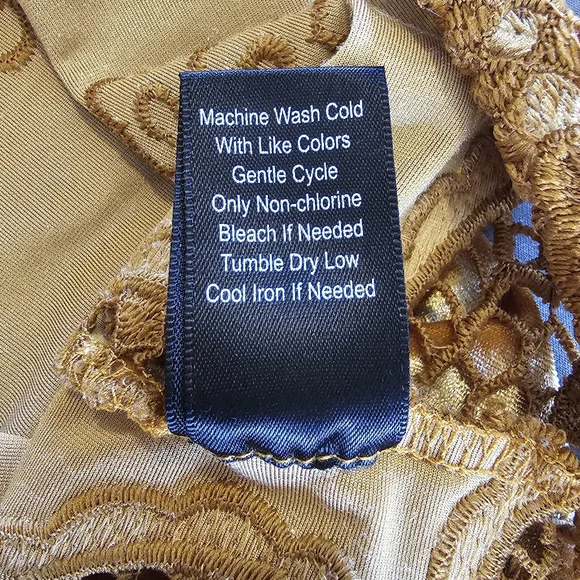 Machine Wash Cold
With Like Colors
Gentle Cycle
Only Non-chlorine
Bleach If Needed
Tumble Dry Low
Cool Iron If Needed